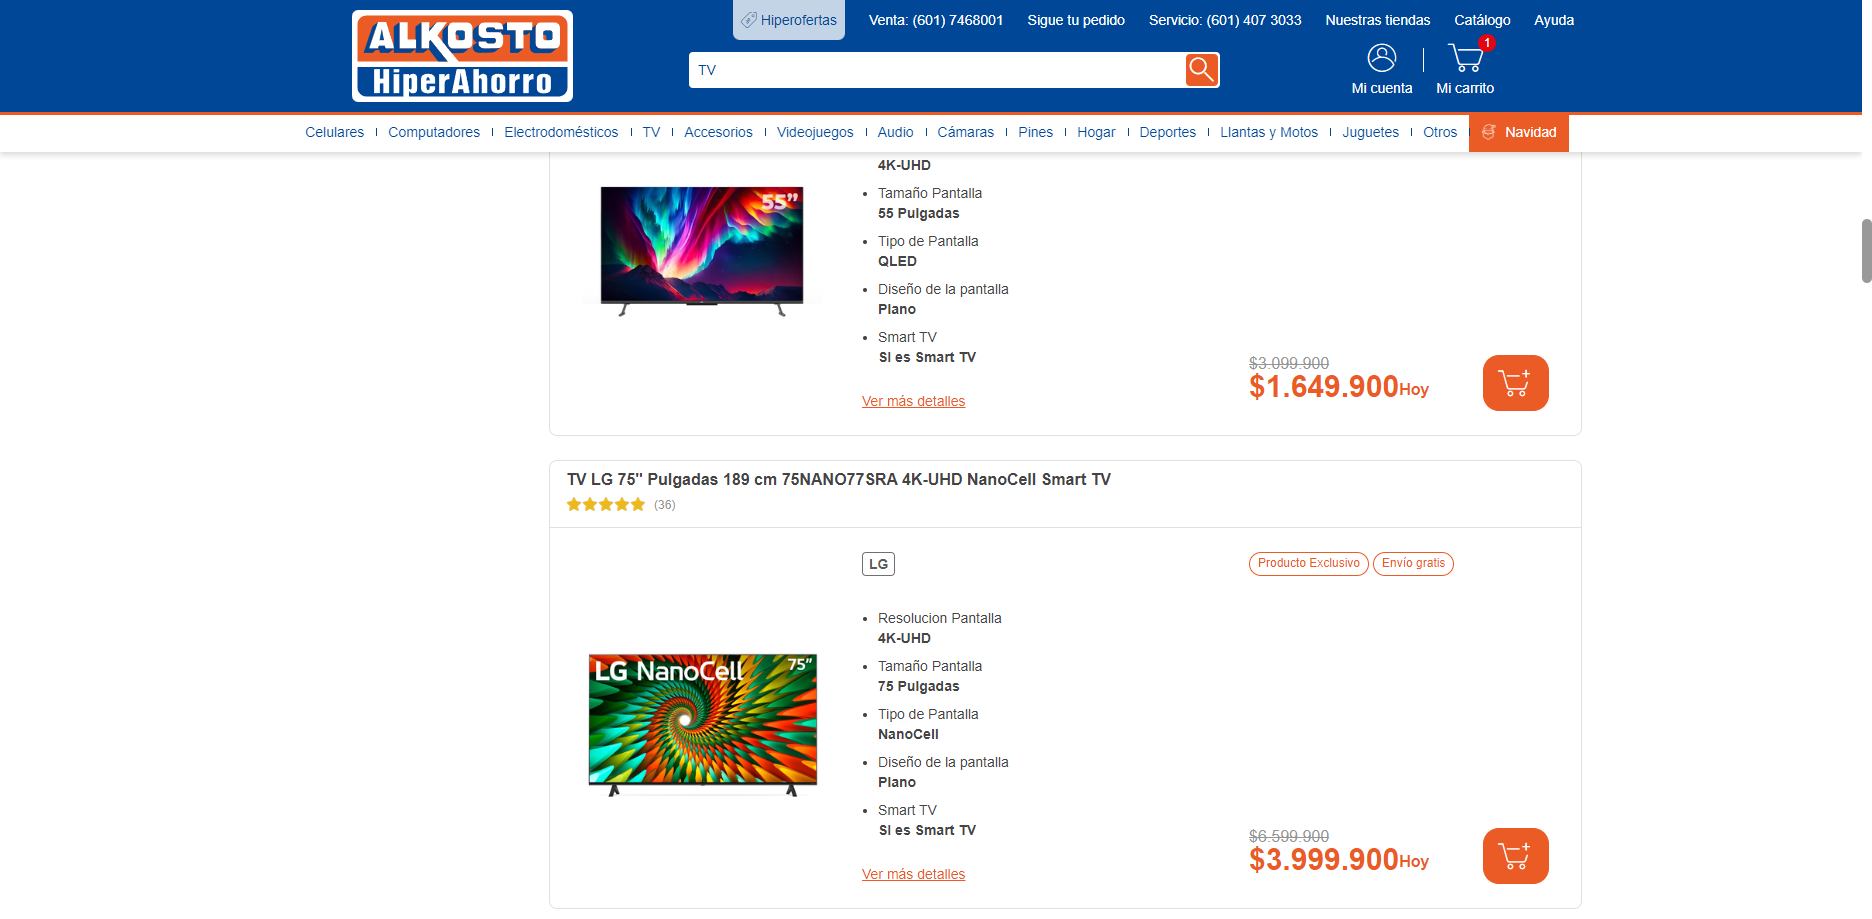 ALKOSTO
HiperAhorro
Hiperofertas
Venta: (601) 7468001
Sigue tu pedido
Servicio: (601) 407 3033
Nuestras tiendas
Catálogo
Ayuda
TV
1
Mi cuenta
Mi carrito
Celulares
Computadores
Electrodomésticos
TV
Accesorios
Videojuegos
Audio
Cámaras
Pines
Hogar
Deportes
Llantas y Motos
Juguetes
Otros
Navidad
55”
4K-UHD
Tamaño Pantalla
55 Pulgadas
Tipo de Pantalla
QLED
Diseño de la pantalla
Plano
Smart TV
SI es Smart TV
Ver más detalles
$3.099.900
$1.649.900Hoy
TV LG 75" Pulgadas 189 cm 75NANO77SRA 4K-UHD NanoCell Smart TV
(36)
LG NanoCell
75”
LG
Resolucion Pantalla
4K-UHD
Tamaño Pantalla
75 Pulgadas
Tipo de Pantalla
NanoCell
Diseño de la pantalla
Plano
Smart TV
SI es Smart TV
Ver más detalles
Producto Exclusivo
Envío gratis
$6.599.900
$3.999.900Hoy